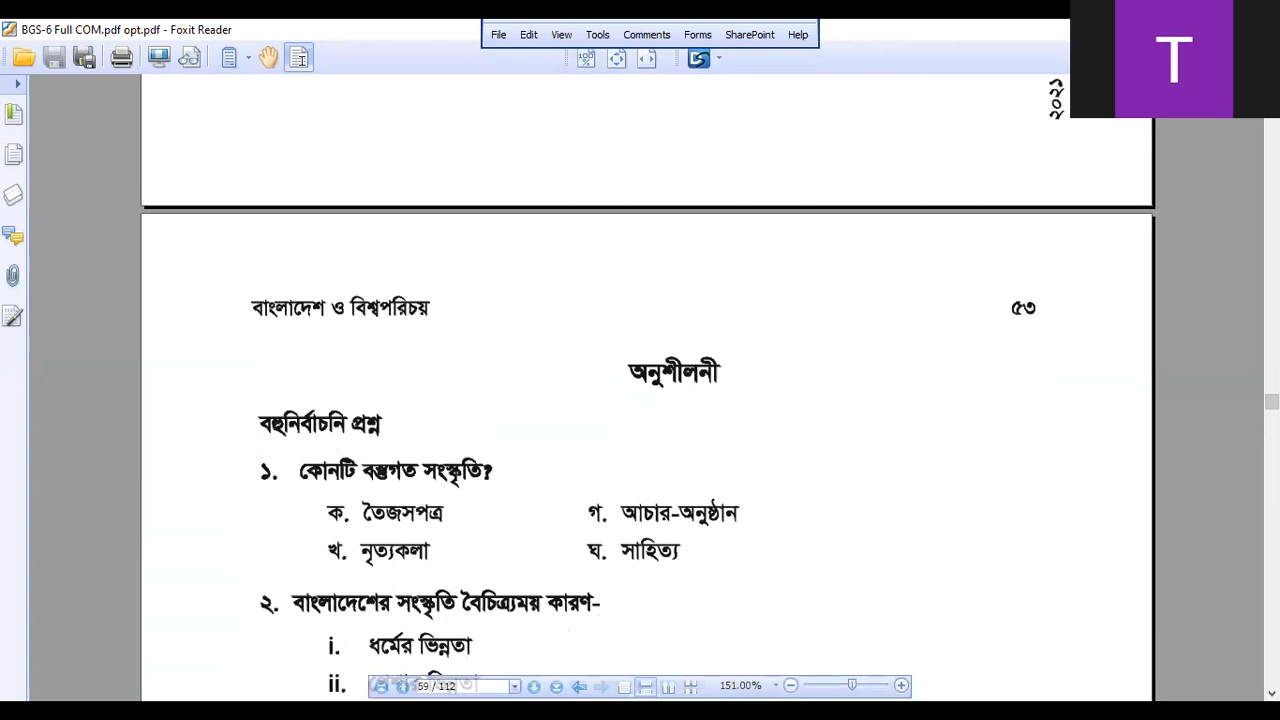 BGS-6 Full COM.pdf opt.pdf - Foxit Reader
File Edit View Tools Comments Forms SharePoint Help
T
২০২১
বাংলাদেশ ও বিশ্বপরিচয় ৫৩
অনুশীলনী
বহুনির্বাচনি প্রশ্ন
১. কোনটি বস্তুগত সংস্কৃতি?
ক. তৈজসপত্র গ. আচার-অনুষ্ঠান
খ. নৃত্যকলা ঘ. সাহিত্য
২. বাংলাদেশের সংস্কৃতি বৈচিত্র্যময় কারণ-
i. ধর্মের ভিন্নতা
ii.
59 / 112 151.00%